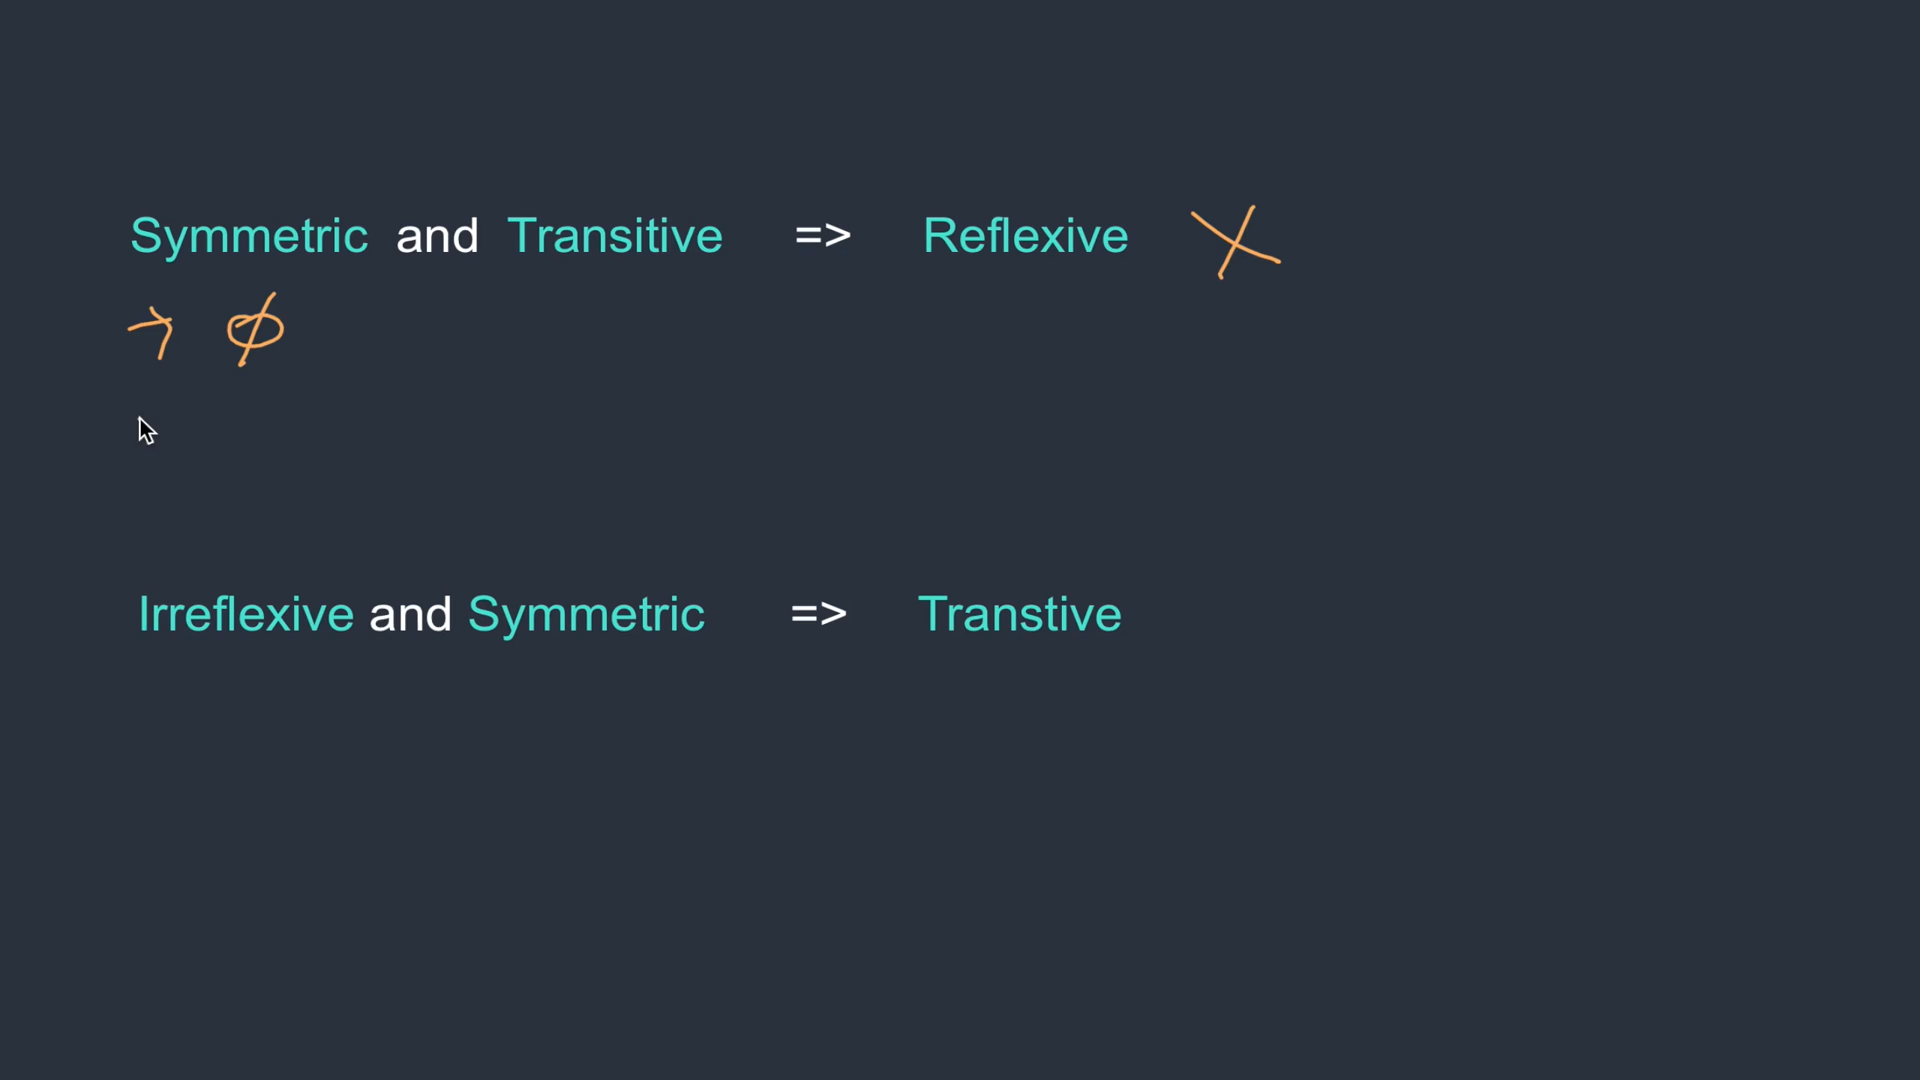 Symmetric and Transitive => Reflexive ✗
→ ϕ
Irreflexive and Symmetric => Transtive